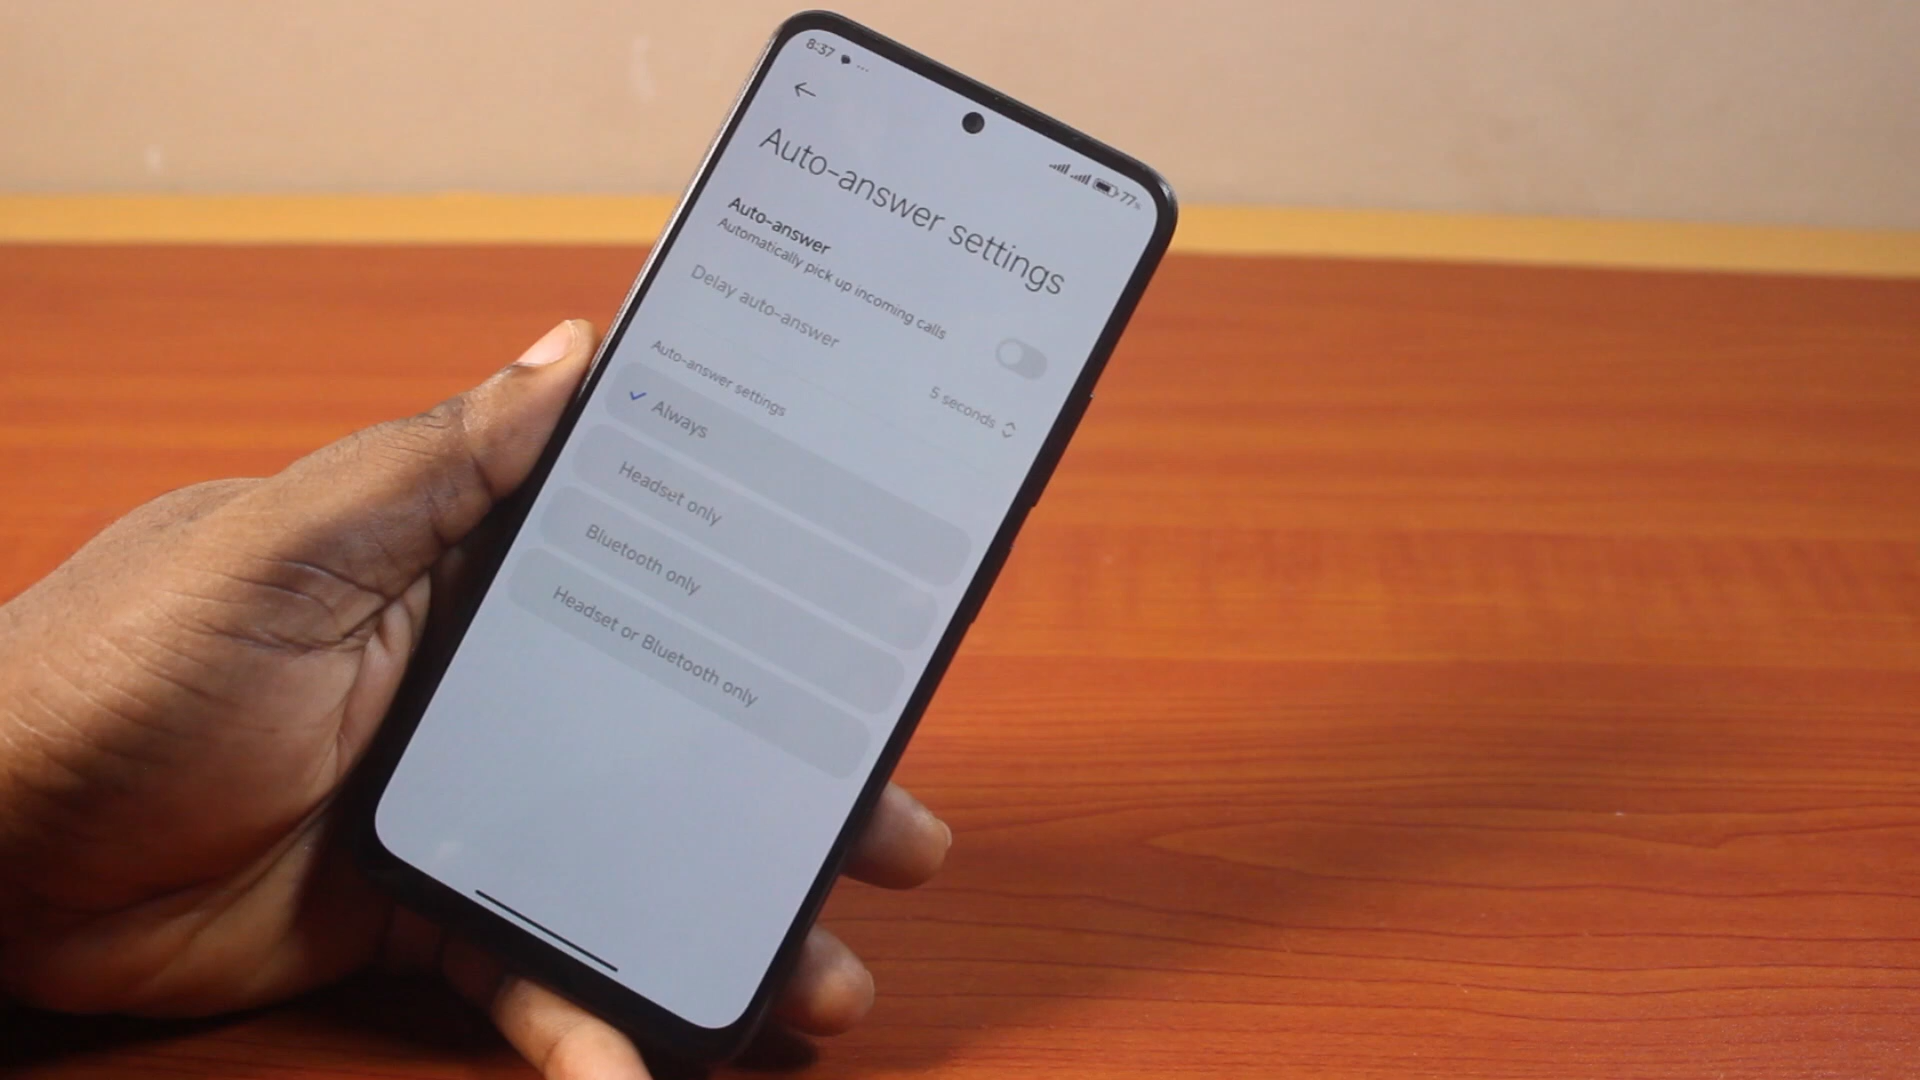 8:37 ...
77%
Auto-answer settings
Auto-answer
Automatically pick up incoming calls
Delay auto-answer
5 seconds
Auto-answer settings
Always
Headset only
Bluetooth only
Headset or Bluetooth only